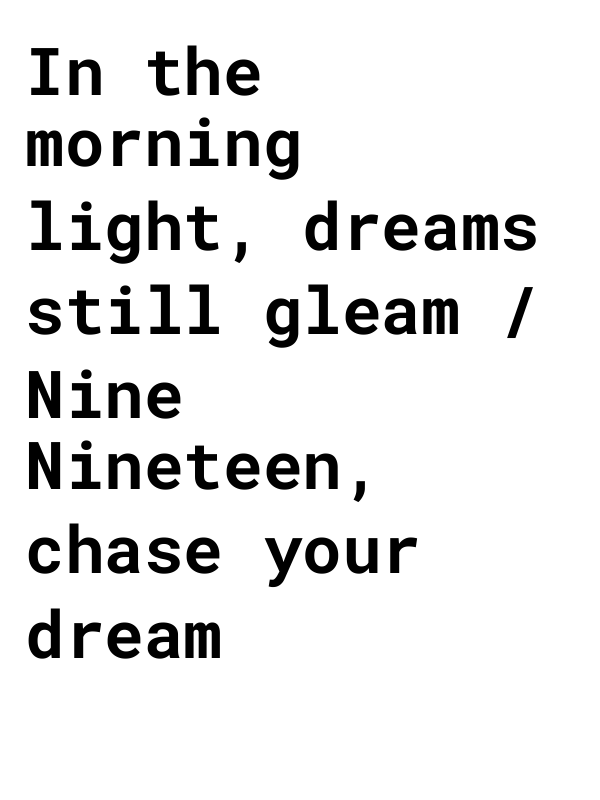 In the
morning
light, dreams
still gleam /
Nine
Nineteen,
chase your
dream